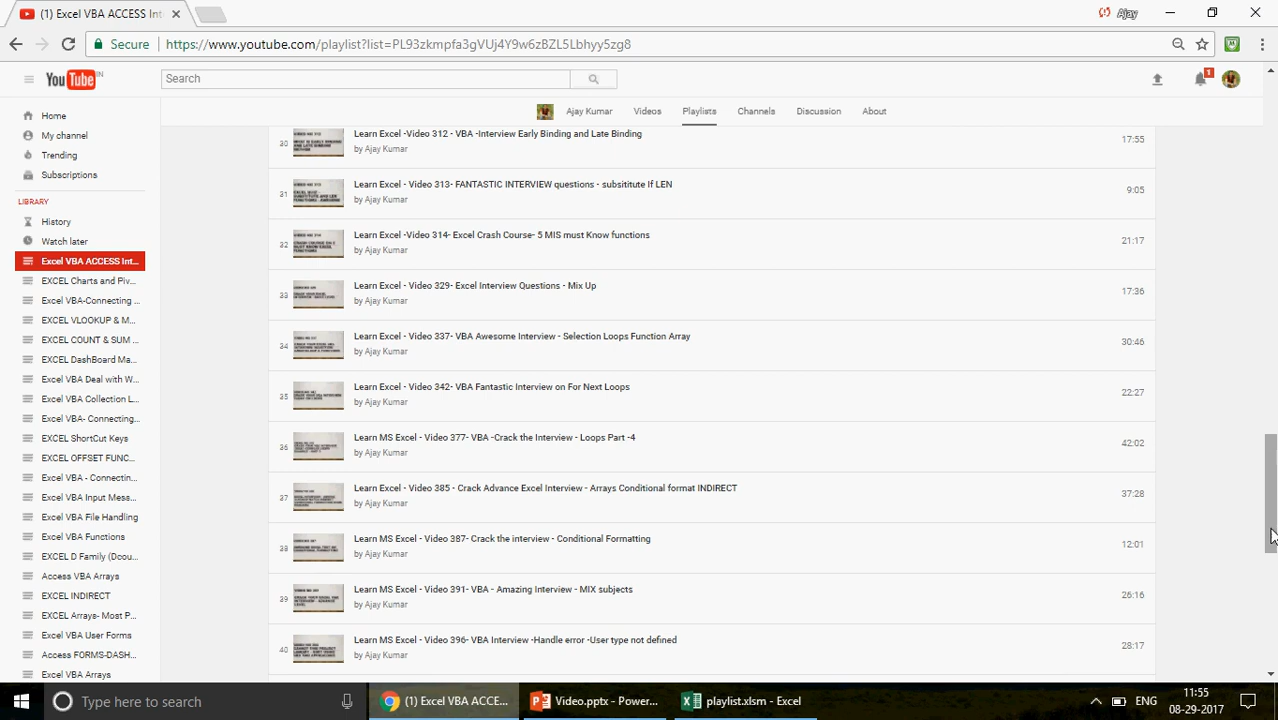 (1) Excel VBA ACCESS Int
Ajay
Secure
https://www.youtube.com/playlist?list=PL93zkmpfa3gVUj4Y9w6zBZL5Lbhyy5zg8
YouTube IN
Search
1
Ajay Kumar Videos Playlists Channels Discussion About
Home
My channel
Trending
Subscriptions
LIBRARY
History
Watch later
Excel VBA ACCESS Int...
EXCEL Charts and Piv...
Excel VBA-Connecting ...
EXCEL VLOOKUP & M...
EXCEL COUNT & SUM ...
EXCEL DashBoard Ma...
Excel VBA Deal with W...
Excel VBA Collection L...
Excel VBA- Connecting...
EXCEL ShortCut Keys
EXCEL OFFSET FUNC...
Excel VBA - Connectin...
Excel VBA Input Mess...
Excel VBA File Handling
Excel VBA Functions
EXCEL D Family (Dcou...
Access VBA Arrays
EXCEL INDIRECT
EXCEL Arrays- Most P...
Excel VBA User Forms
Access FORMS-DASH...
Excel VBA Arrays
30 Learn Excel -Video 312 - VBA -Interview Early Binding and Late Binding 17:55
by Ajay Kumar
31 Learn Excel - Video 313- FANTASTIC INTERVIEW questions - subsititute If LEN 9:05
by Ajay Kumar
32 Learn Excel -Video 314- Excel Crash Course- 5 MIS must Know functions 21:17
by Ajay Kumar
33 Learn Excel - Video 329- Excel Interview Questions - Mix Up 17:36
by Ajay Kumar
34 Learn Excel - Video 337- VBA Awesome Interview - Selection Loops Function Array 30:46
by Ajay Kumar
35 Learn Excel - Video 342- VBA Fantastic Interview on For Next Loops 22:27
by Ajay Kumar
36 Learn MS Excel - Video 377- VBA -Crack the Interview - Loops Part -4 42:02
by Ajay Kumar
37 Learn Excel - Video 385 - Crack Advance Excel Interview - Arrays Conditional format INDIRECT 37:28
by Ajay Kumar
38 Learn MS Excel - Video 387- Crack the interview - Conditional Formatting 12:01
by Ajay Kumar
39 Learn MS Excel - Video 391- VBA - Amazing Interview - MIX subjects 26:16
by Ajay Kumar
40 Learn MS Excel - Video 396- VBA Interview -Handle error -User type not defined 28:17
by Ajay Kumar
Type here to search
(1) Excel VBA ACCE...
Video.pptx - Power...
playlist.xlsm - Excel
ENG
11:55
08-29-2017